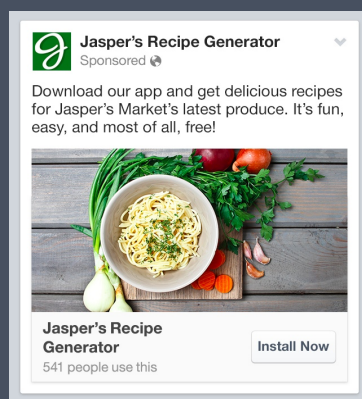 Jasper’s Recipe Generator
Sponsored
Download our app and get delicious recipes
for Jasper’s Market’s latest produce. It’s fun,
easy, and most of all, free!
Jasper’s Recipe
Generator
541 people use this
Install Now